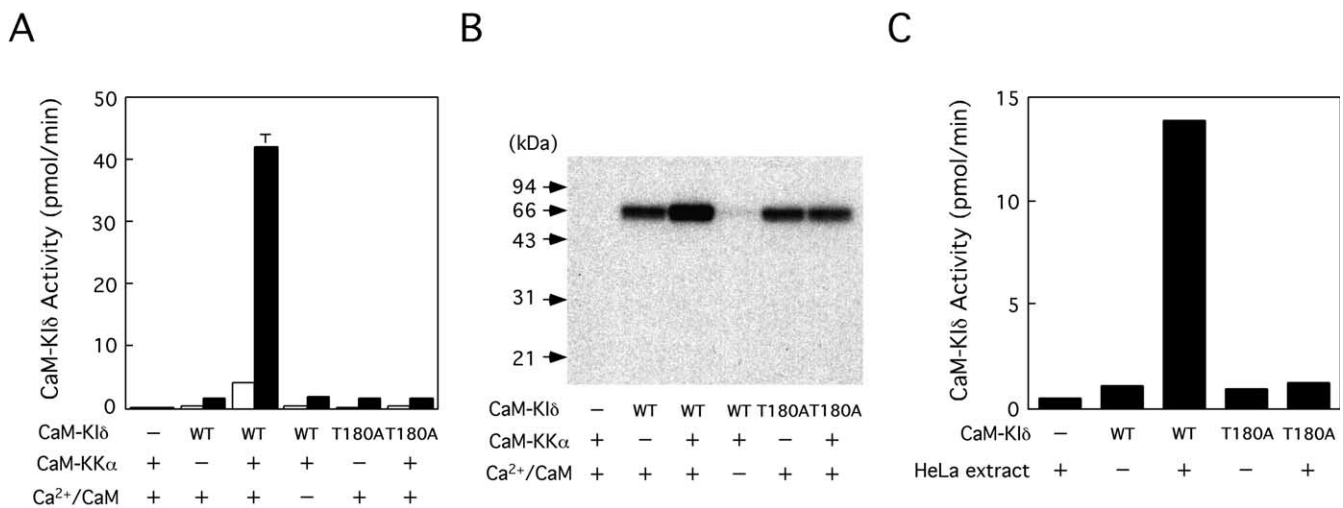 A
CaM-KIδ Activity (pmol/min)
50
40
30
20
10
0
CaM-KIδ – WT WT WT T180A T180A
CaM-KKα + – + + – +
Ca²⁺/CaM + + + – + +
B
(kDa)
94
66
43
31
21
CaM-KIδ – WT WT WT T180A T180A
CaM-KKα + – + + – +
Ca²⁺/CaM + + + – + +
C
CaM-KIδ Activity (pmol/min)
15
10
5
0
CaM-KIδ – WT WT T180A T180A
HeLa extract + – + – +